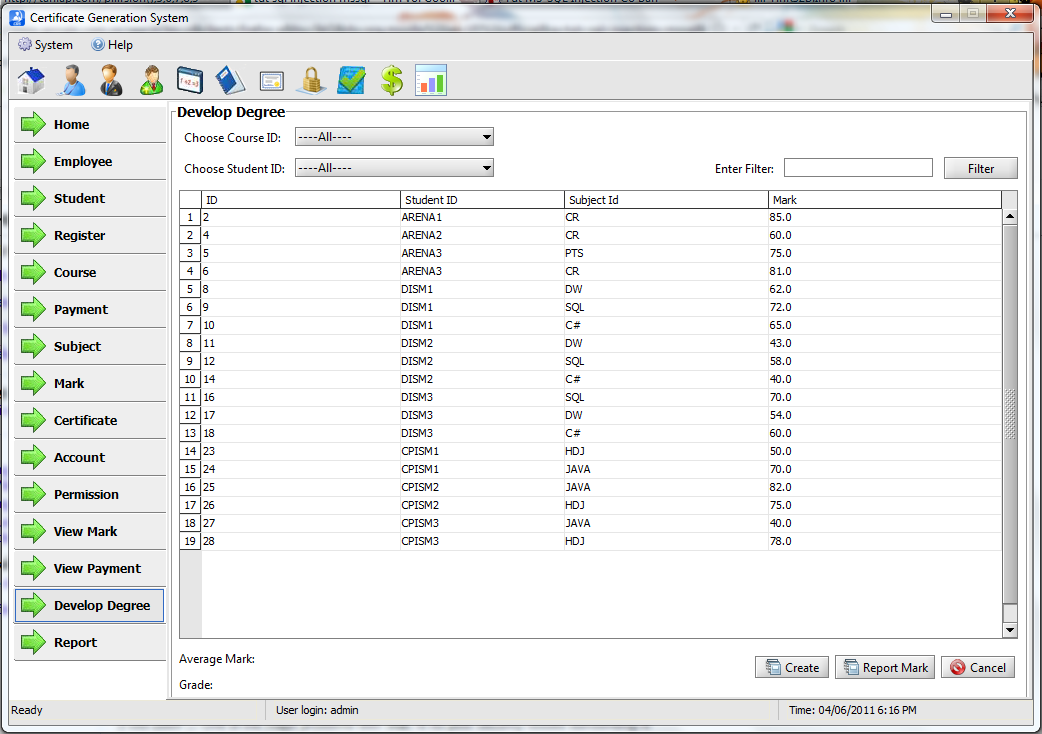 Certificate Generation System
System Help
Develop Degree
Home
Employee
Student
Register
Course
Payment
Subject
Mark
Certificate
Account
Permission
View Mark
View Payment
Develop Degree
Report
Choose Course ID: ----All----
Choose Student ID: ----All---- Enter Filter: Filter
ID Student ID Subject Id Mark
1 2 ARENA1 CR 85.0
2 4 ARENA2 CR 60.0
3 5 ARENA3 PTS 75.0
4 6 ARENA3 CR 81.0
5 8 DISM1 DW 62.0
6 9 DISM1 SQL 72.0
7 10 DISM1 C# 65.0
8 11 DISM2 DW 43.0
9 12 DISM2 SQL 58.0
10 14 DISM2 C# 40.0
11 16 DISM3 SQL 70.0
12 17 DISM3 DW 54.0
13 18 DISM3 C# 60.0
14 23 CPISM1 HDJ 50.0
15 24 CPISM1 JAVA 70.0
16 25 CPISM2 JAVA 82.0
17 26 CPISM2 HDJ 75.0
18 27 CPISM3 JAVA 40.0
19 28 CPISM3 HDJ 78.0
Average Mark:
Grade:
Create Report Mark Cancel
Ready User login: admin Time: 04/06/2011 6:16 PM